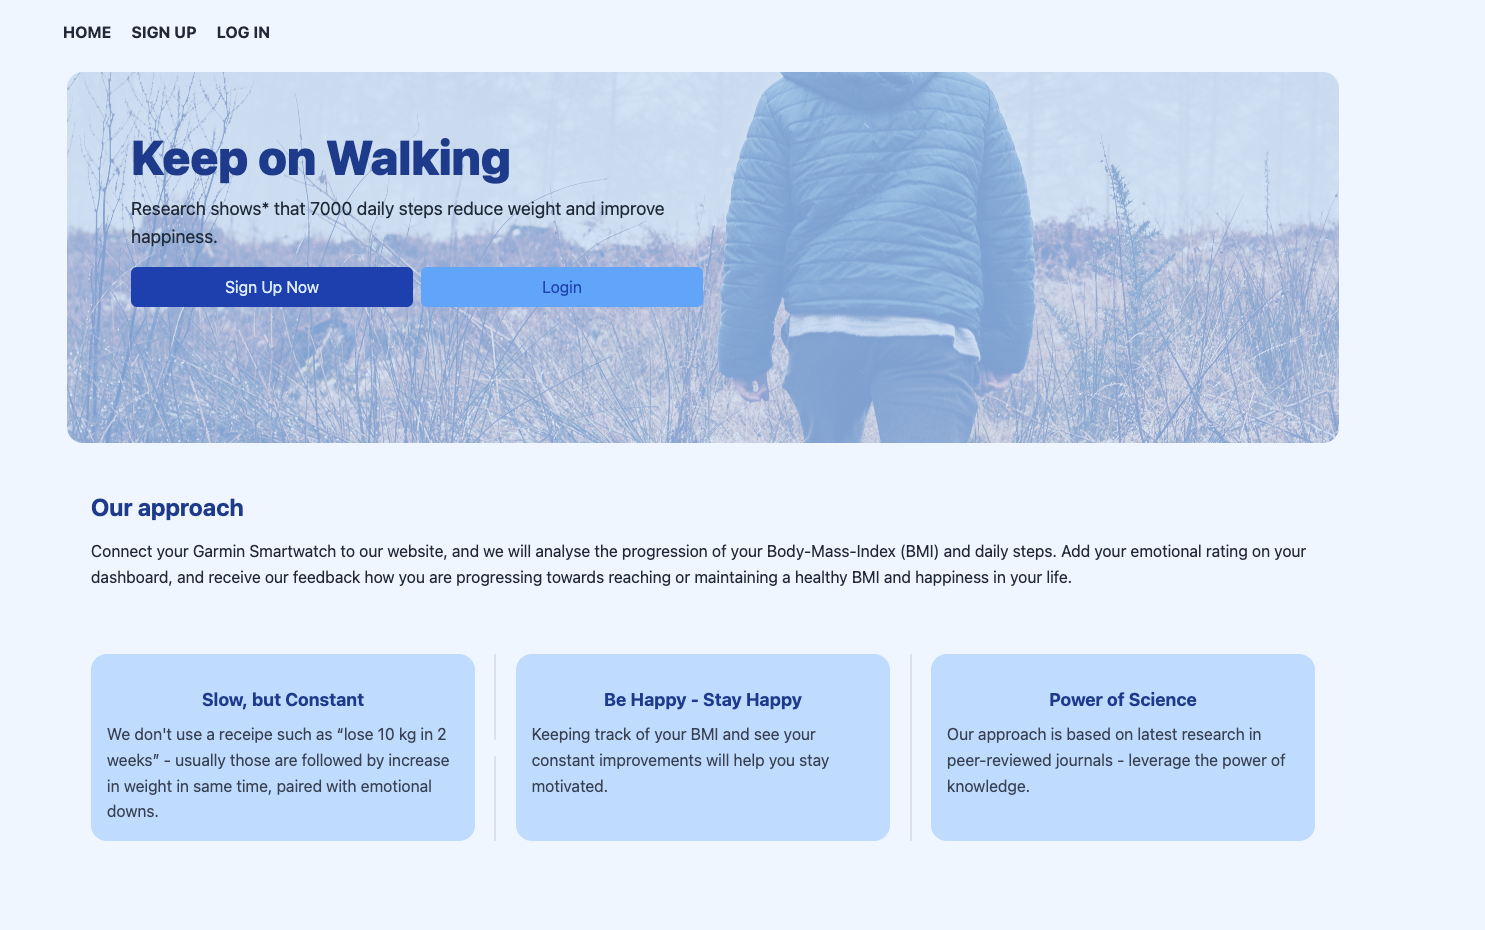 HOME SIGN UP LOG IN
Keep on Walking
Research shows* that 7000 daily steps reduce weight and improve
happiness.
Sign Up Now
Login
Our approach
Connect your Garmin Smartwatch to our website, and we will analyse the progression of your Body-Mass-Index (BMI) and daily steps. Add your emotional rating on your
dashboard, and receive our feedback how you are progressing towards reaching or maintaining a healthy BMI and happiness in your life.
Slow, but Constant
We don't use a receipe such as “lose 10 kg in 2
weeks” - usually those are followed by increase
in weight in same time, paired with emotional
downs.
Be Happy - Stay Happy
Keeping track of your BMI and see your
constant improvements will help you stay
motivated.
Power of Science
Our approach is based on latest research in
peer-reviewed journals - leverage the power of
knowledge.